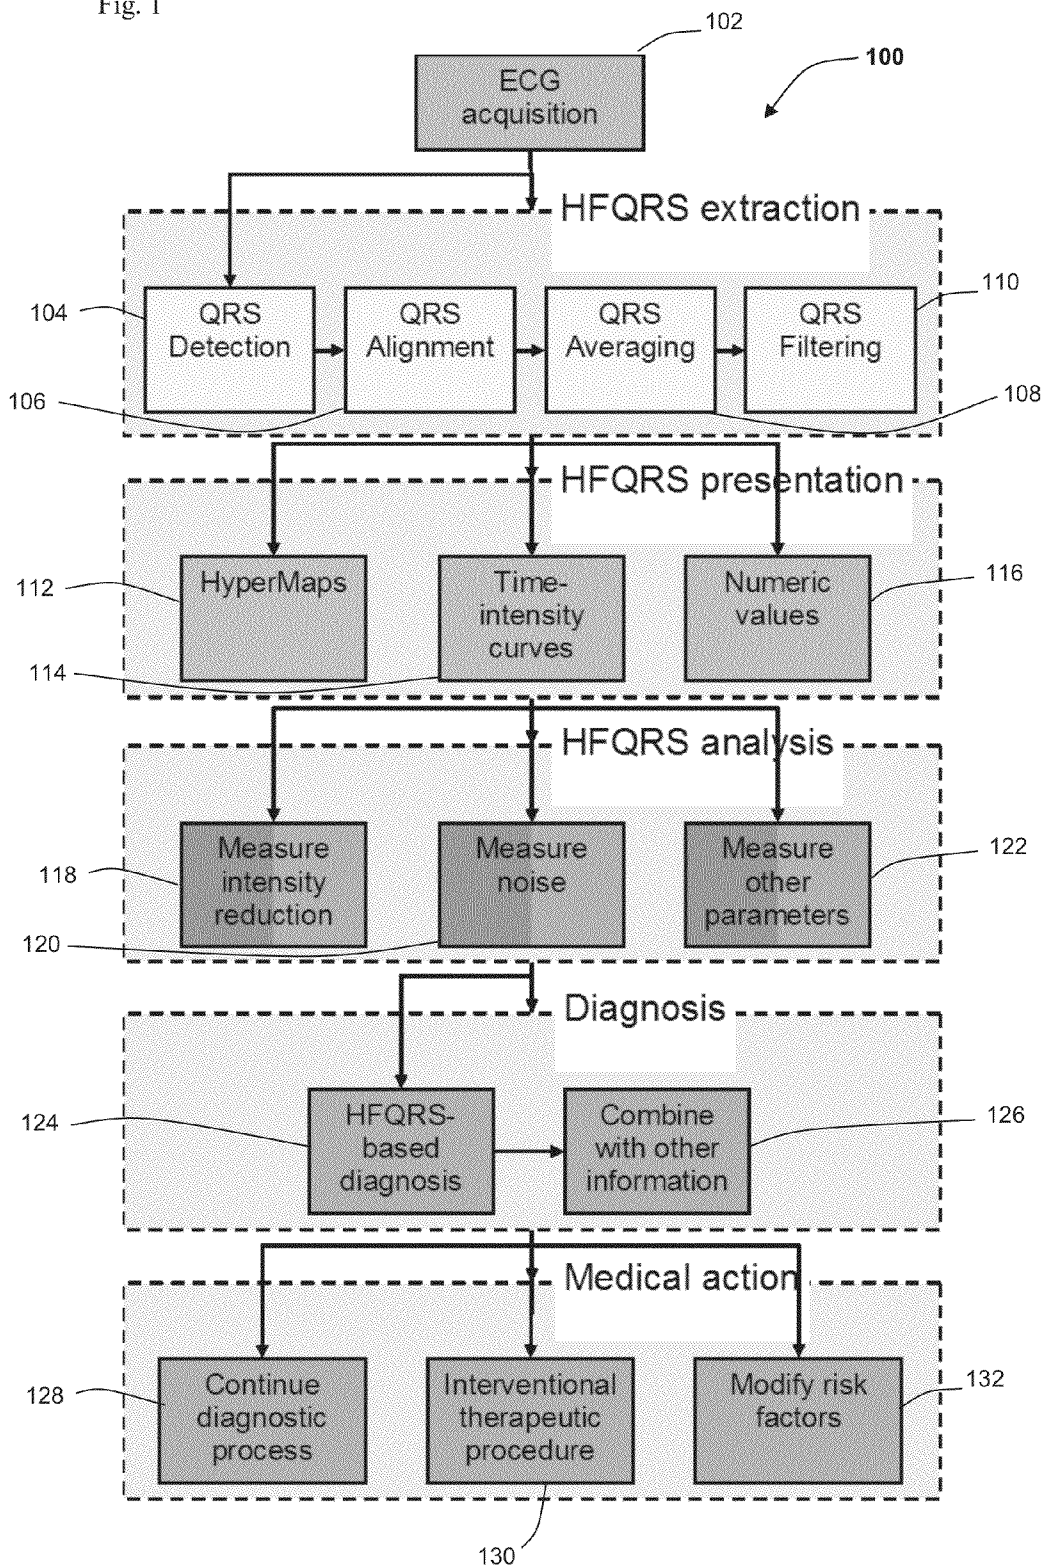 Fig. 1
102
100
ECG
acquisition
HFQRS extraction
104
110
QRS
Detection
QRS
Alignment
QRS
Averaging
QRS
Filtering
106
108
HFQRS presentation
112
116
HyperMaps
Time-
intensity
curves
Numeric
values
114
HFQRS analysis
118
122
Measure
intensity
reduction
Measure
noise
Measure
other
parameters
120
Diagnosis
124
126
HFQRS-
based
diagnosis
Combine
with other
information
Medical action
128
132
Continue
diagnostic
process
Interventional
therapeutic
procedure
Modify risk
factors
130